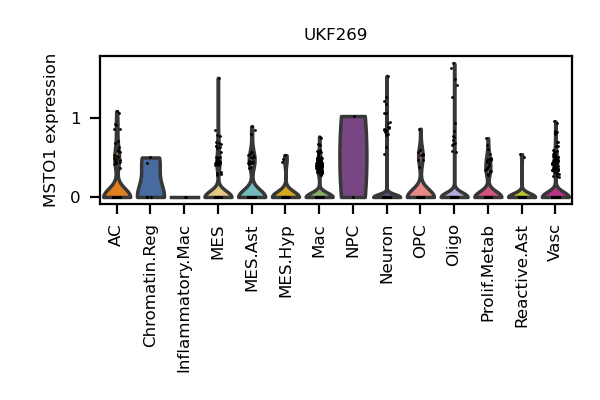 UKF269
MSTO1 expression
1
0
AC
Chromatin.Reg
Inflammatory.Mac
MES
MES.Ast
MES.Hyp
Mac
NPC
Neuron
OPC
Oligo
Prolif.Metab
Reactive.Ast
Vasc